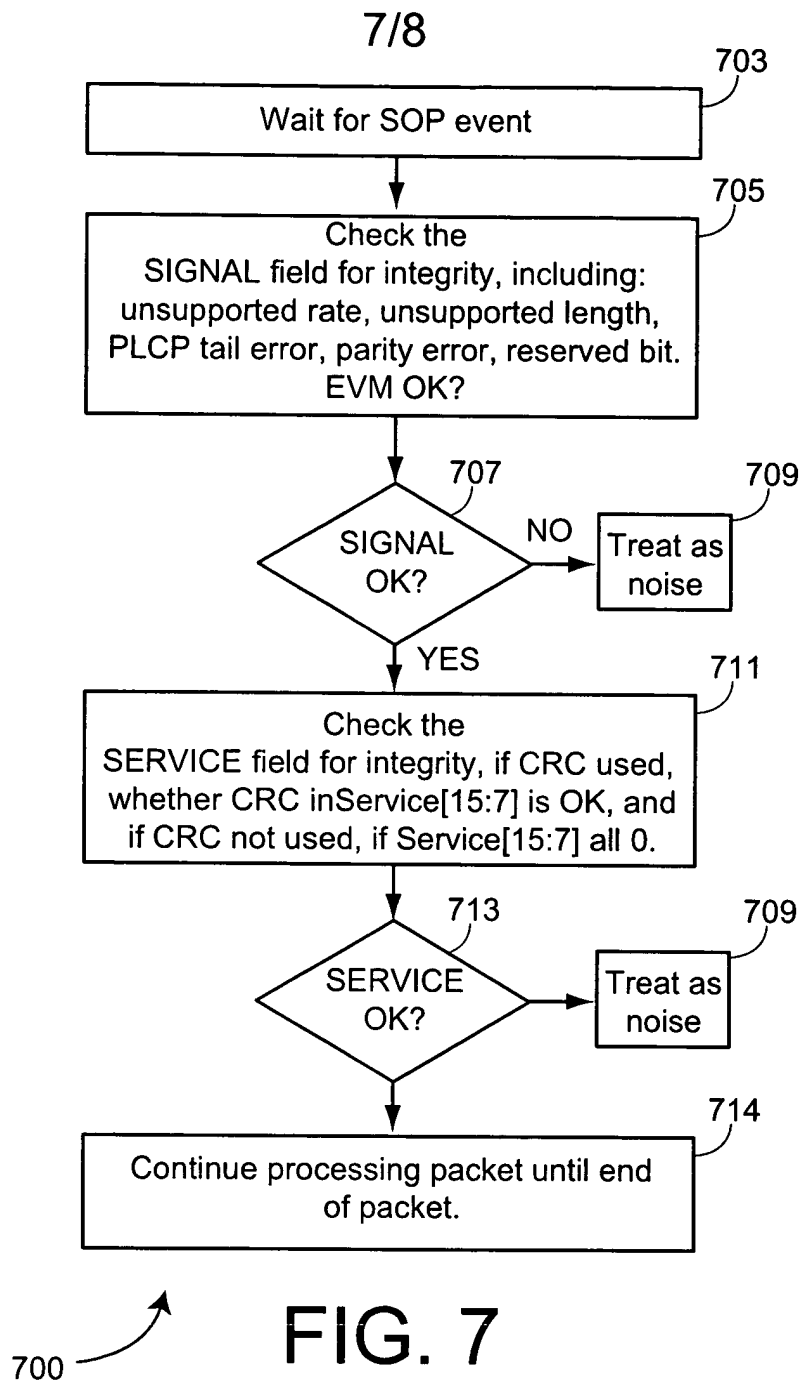 7/8
703
Wait for SOP event
705
Check the
SIGNAL field for integrity, including:
unsupported rate, unsupported length,
PLCP tail error, parity error, reserved bit.
EVM OK?
707
709
SIGNAL
OK?
NO
Treat as
noise
YES
711
Check the
SERVICE field for integrity, if CRC used,
whether CRC inService[15:7] is OK, and
if CRC not used, if Service[15:7] all 0.
713
709
SERVICE
OK?
Treat as
noise
714
Continue processing packet until end
of packet.
700
FIG. 7